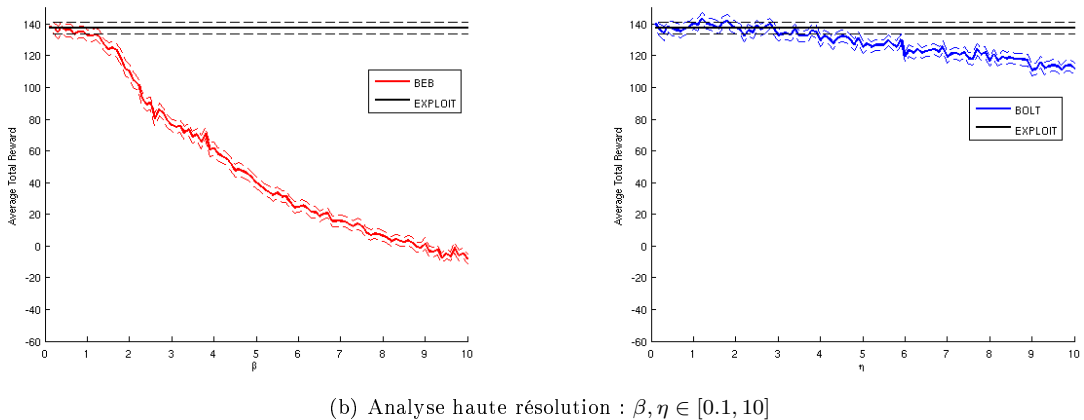 140
120
100
80
60
40
20
0
-20
-40
-60
Average Total Reward
BEB
EXPLOIT
0 1 2 3 4 5 6 7 8 9 10
β
140
120
100
80
60
40
20
0
-20
-40
-60
Average Total Reward
BOLT
EXPLOIT
0 1 2 3 4 5 6 7 8 9 10
η
(b) Analyse haute résolution : β, η ∈ [0.1, 10]